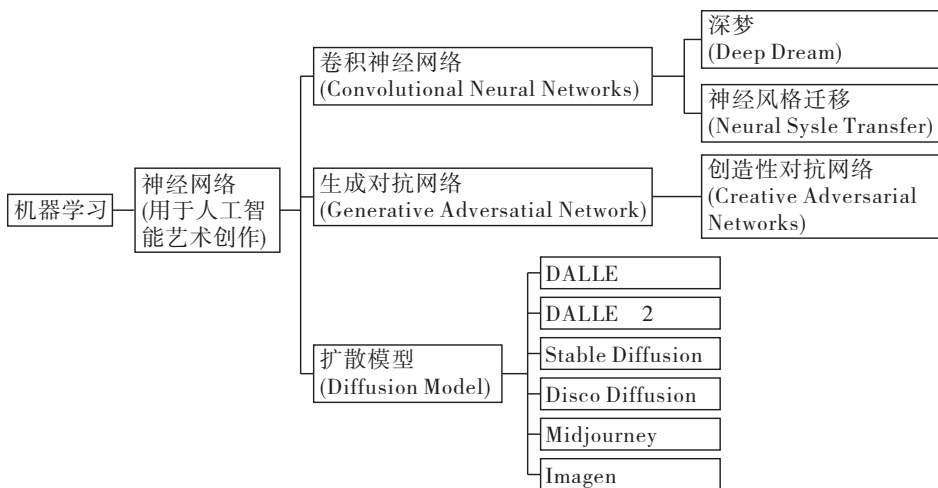 机器学习
神经网络
(用于人工智
能艺术创作)
卷积神经网络
(Convolutional Neural Networks)
深梦
(Deep Dream)
神经风格迁移
(Neural Sysle Transfer)
生成对抗网络
(Generative Adversatial Network)
创造性对抗网络
(Creative Adversarial
Networks)
扩散模型
(Diffusion Model)
DALLE
DALLE 2
Stable Diffusion
Disco Diffusion
Midjourney
Imagen